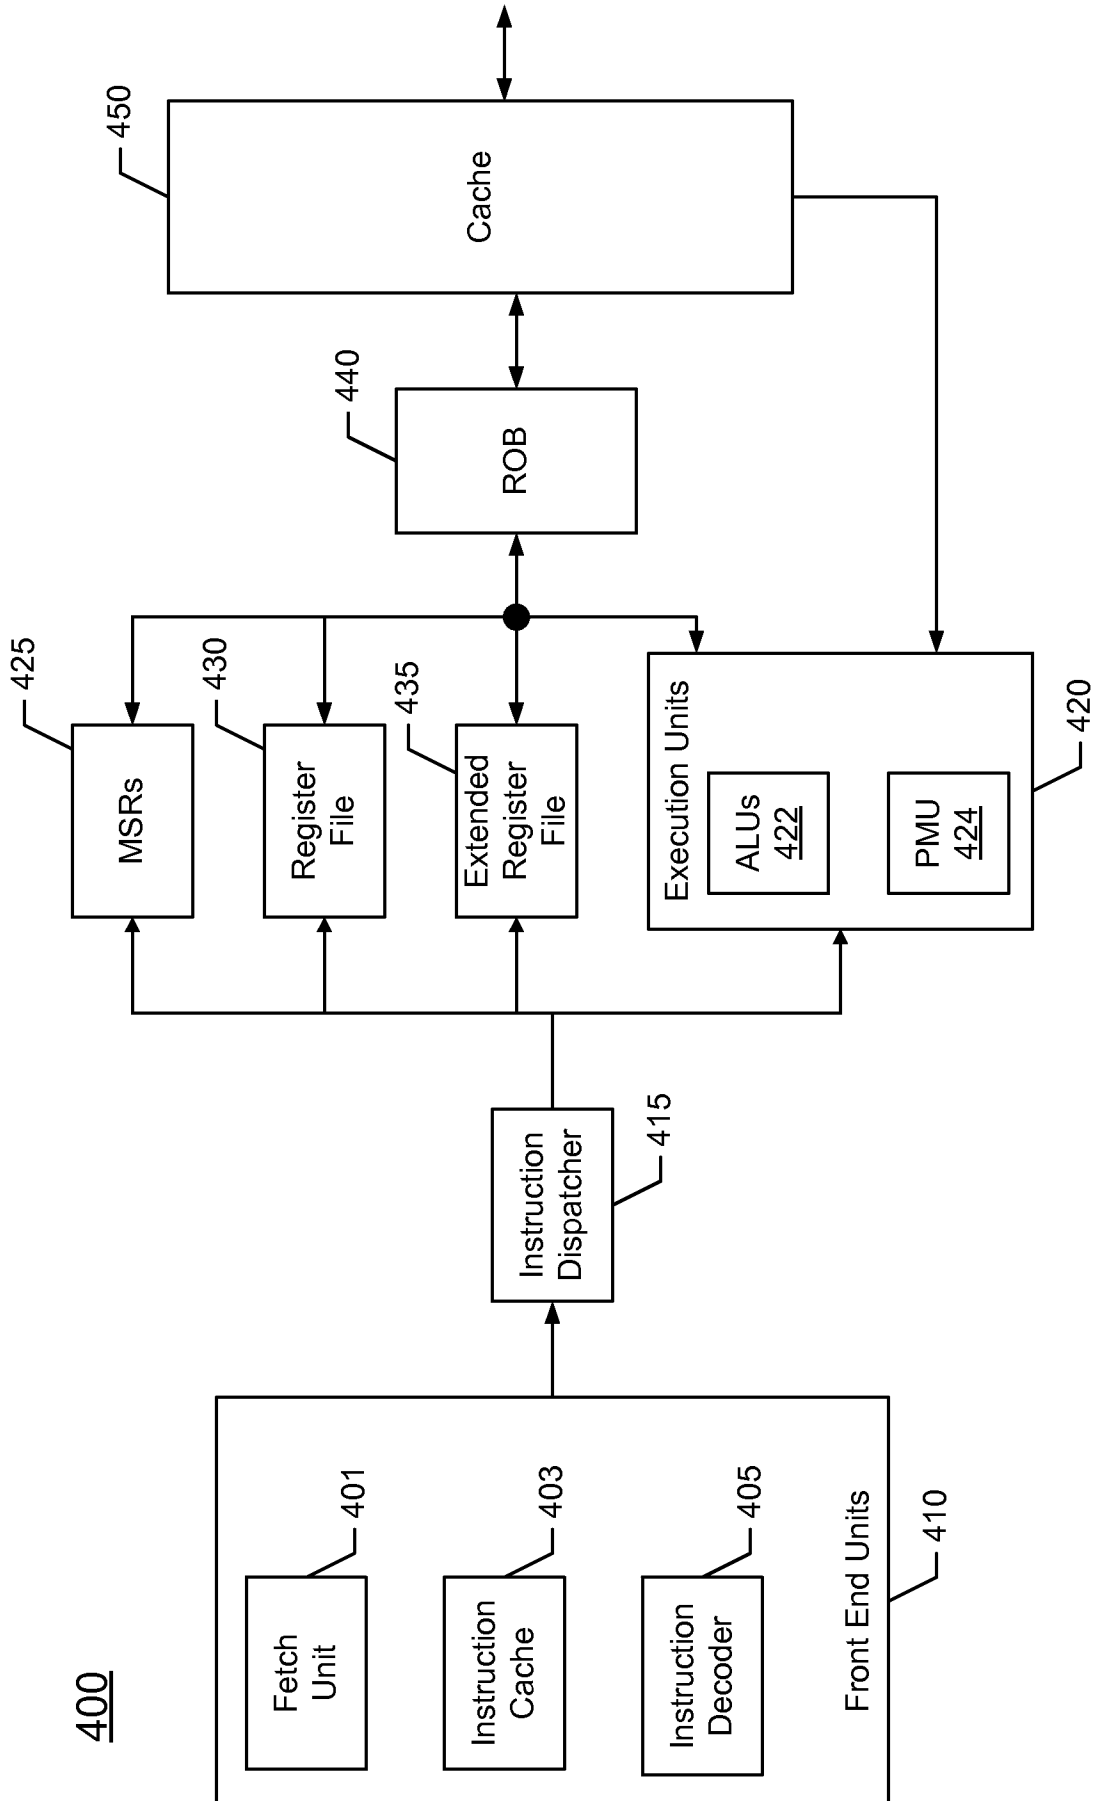 400
Fetch
Unit
401
Instruction
Cache
403
Instruction
Decoder
405
Front End Units
410
Instruction
Dispatcher
415
MSRs
425
Register
File
430
Extended
Register
File
435
Execution Units
ALUs
422
PMU
424
420
ROB
440
Cache
450